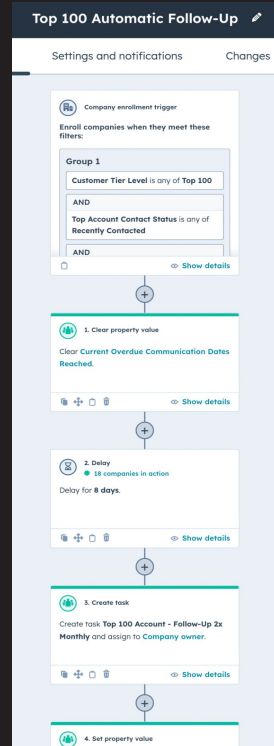 Top 100 Automatic Follow-Up
Settings and notifications
Changes
Company enrollment trigger
Enroll companies when they meet these
filters:
Group 1
Customer Tier Level is any of Top 100
AND
Top Account Contact Status is any of
Recently Contacted
AND
Show details
1. Clear property value
Clear Current Overdue Communication Dates
Reached.
Show details
2. Delay
18 companies in action
Delay for 8 days.
Show details
3. Create task
Create task Top 100 Account - Follow-Up 2x
Monthly and assign to Company owner.
Show details
4. Set property value